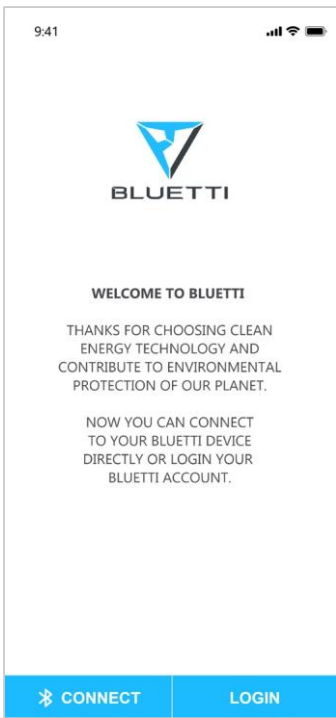 9:41
BLUETTI
WELCOME TO BLUETTI
THANKS FOR CHOOSING CLEAN
ENERGY TECHNOLOGY AND
CONTRIBUTE TO ENVIRONMENTAL
PROTECTION OF OUR PLANET.
NOW YOU CAN CONNECT
TO YOUR BLUETTI DEVICE
DIRECTLY OR LOGIN YOUR
BLUETTI ACCOUNT.
CONNECT
LOGIN